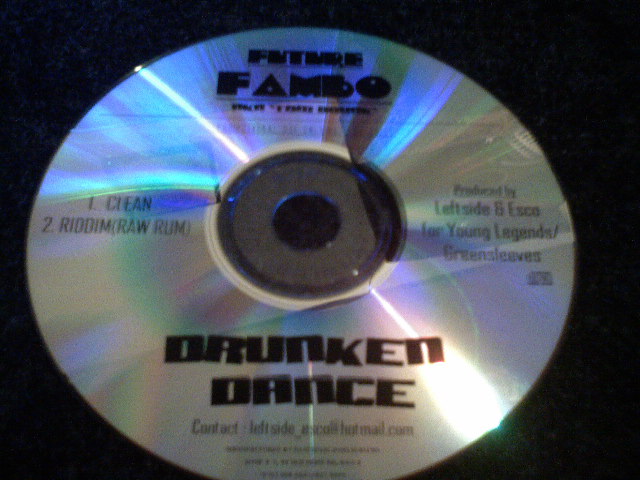 FUTURE
FAMBO
1. CLEAN
2. RIDDIM(RAW RUM)
Produced by
Leftside & Esco
for Young Legends/
Greensleeves
DRUNKEN
DANCE
Contact : leftside_esco@hotmail.com